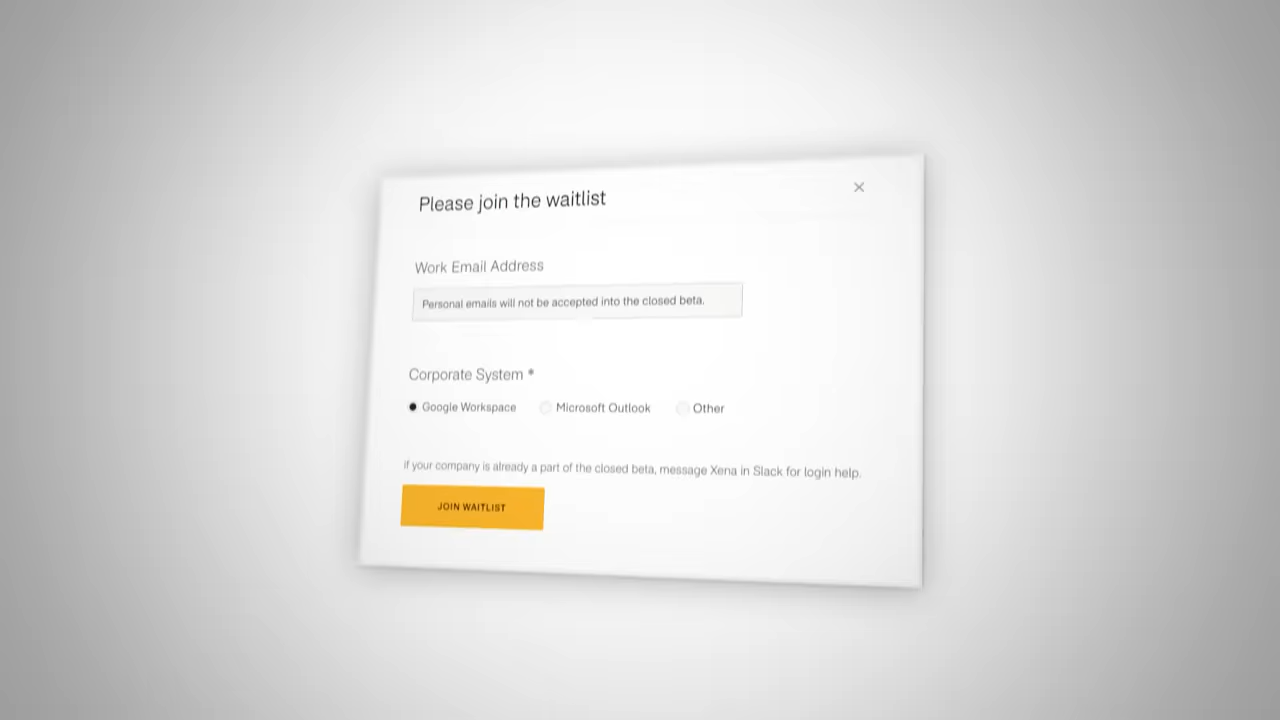 Please join the waitlist
Work Email Address
Personal emails will not be accepted into the closed beta.
Corporate System *
Google Workspace Microsoft Outlook Other
If your company is already a part of the closed beta, message Xena in Slack for login help.
JOIN WAITLIST